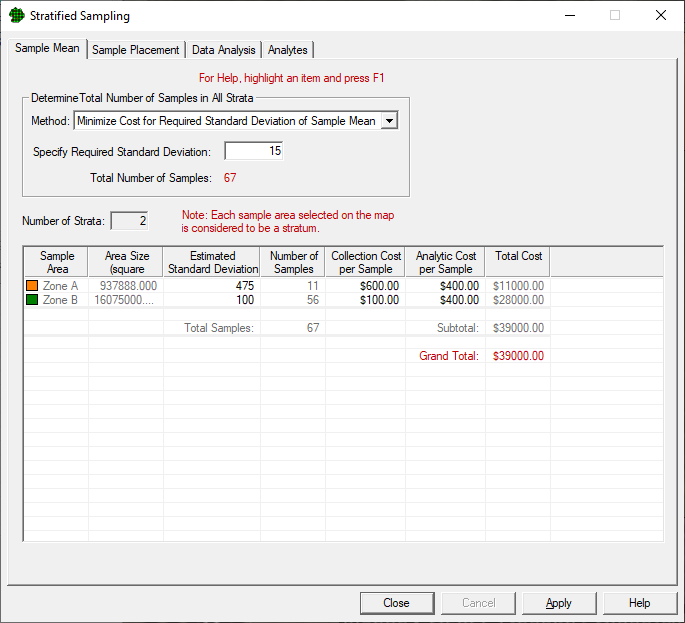 Stratified Sampling
Sample Mean Sample Placement Data Analysis Analytes
For Help, highlight an item and press F1
Determine Total Number of Samples in All Strata
Method: Minimize Cost for Required Standard Deviation of Sample Mean
Specify Required Standard Deviation: 15
Total Number of Samples: 67
Number of Strata: 2
Note: Each sample area selected on the map
is considered to be a stratum.
Sample Area Size Estimated Number of Collection Cost Analytic Cost Total Cost
Area (square Standard Deviation Samples per Sample per Sample
Zone A 937888.000 475 11 $600.00 $400.00 $11000.00
Zone B 16075000.... 100 56 $100.00 $400.00 $28000.00
Total Samples: 67 Subtotal: $39000.00
Grand Total: $39000.00
Close Cancel Apply Help